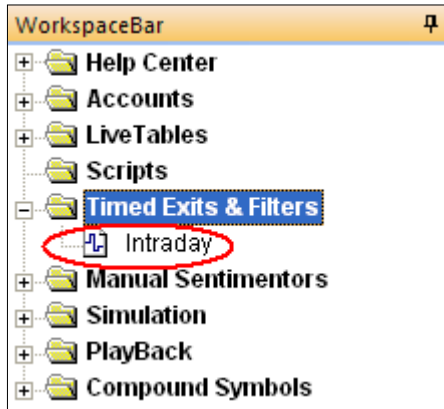 WorkspaceBar
Help Center
Accounts
LiveTables
Scripts
Timed Exits & Filters
Intraday
Manual Sentimentors
Simulation
PlayBack
Compound Symbols